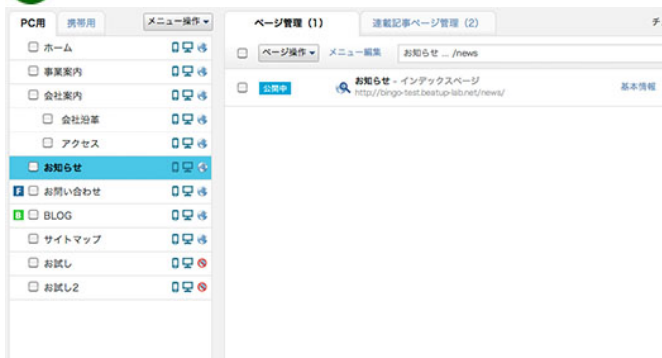 PC用 携帯用 メニュー操作▼
ホーム
事業案内
会社案内
会社沿革
アクセス
お知らせ
F お問い合わせ
B BLOG
サイトマップ
お試し
お試し2
ページ管理 (1) 連載記事ページ管理 (2) チ
ページ操作▼ メニュー編集 お知らせ ... /news
公開中 お知らせ - インデックスページ 基本情報
http://bingo-test.beatup-lab.net/news/